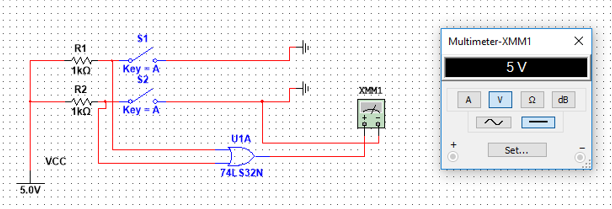 S1
R1
1kΩ
Key = A
S2
R2
1kΩ
Key = A
XMM1
+ -
U1A
74LS32N
VCC
5.0V
Multimeter-XMM1
5 V
A V Ω dB
+ Set... -